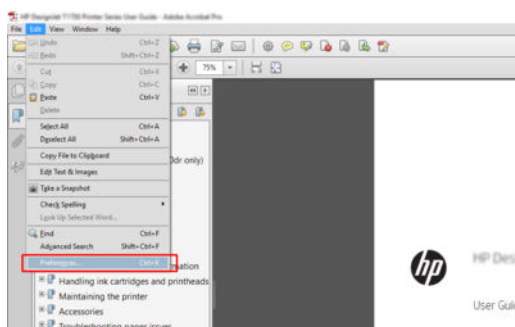 HP Designjet T1700 Printer Series User Guide - Adobe Acrobat Pro
File Edit View Window Help
Undo Ctrl+Z
Redo Shift+Ctrl+Z
Cut Ctrl+X
Copy Ctrl+C
Paste Ctrl+V
Delete
Select All Ctrl+A
Deselect All Shift+Ctrl+A
Copy File to Clipboard
Edit Text & Images
Take a Snapshot
Check Spelling
Look Up Selected Word...
Find Ctrl+F
Advanced Search Shift+Ctrl+F
Preferences... Ctrl+K
75%
0dr only)
mation
Handling ink cartridges and printheads
Maintaining the printer
Accessories
Troubleshooting paper issues
hp
HP Des
User Gui